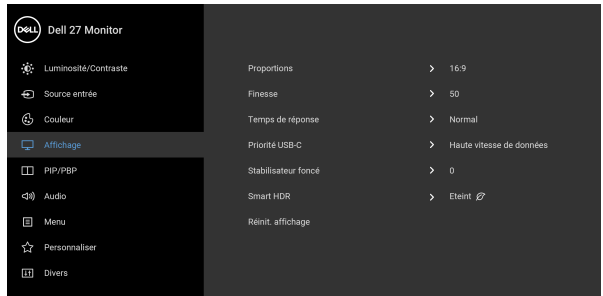 DELL Dell 27 Monitor
Luminosité/Contraste
Source entrée
Couleur
Affichage
PIP/PBP
Audio
Menu
Personnaliser
Divers
Proportions > 16:9
Finesse > 50
Temps de réponse > Normal
Priorité USB-C > Haute vitesse de données
Stabilisateur foncé > 0
Smart HDR > Eteint
Réinit. affichage